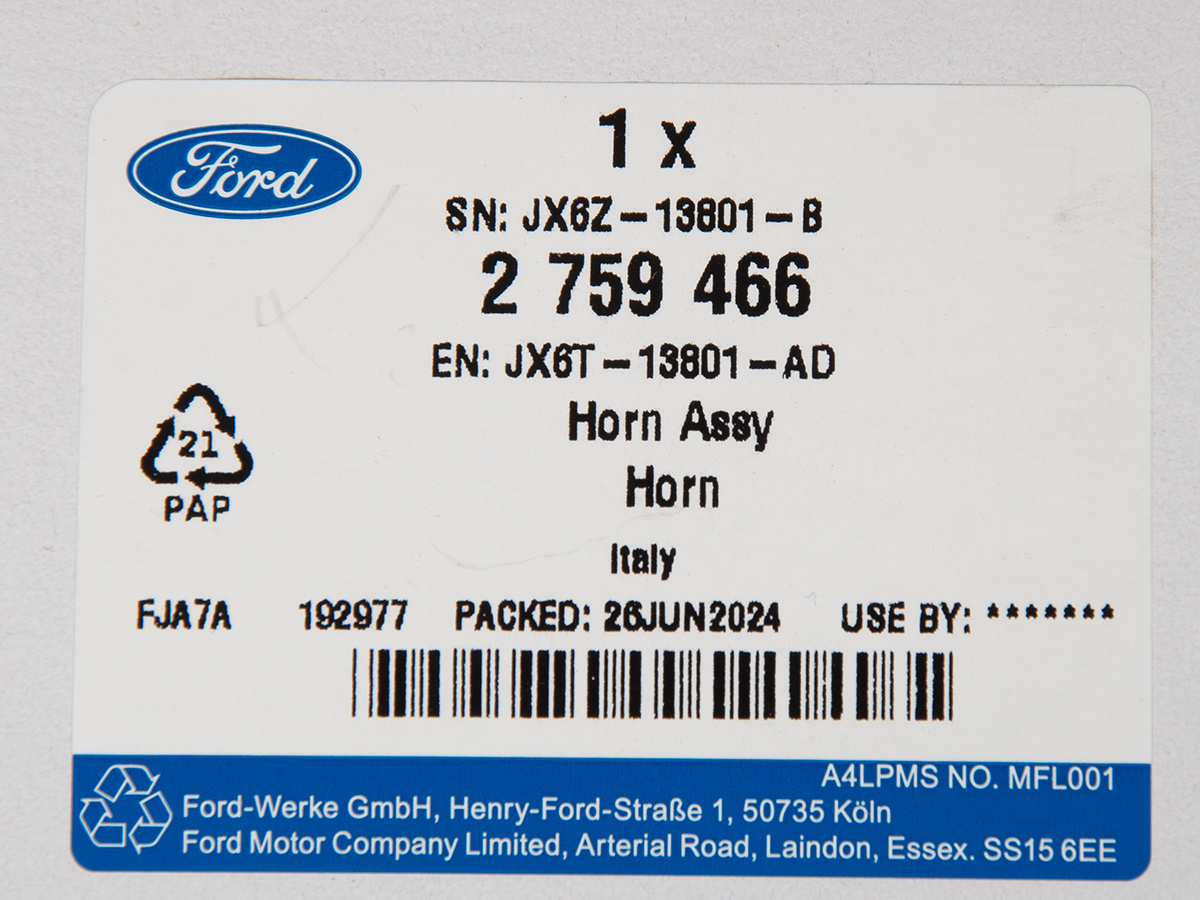 Ford
1 x
SN: JX6Z-13801-B
2 759 466
EN: JX6T-13801-AD
Horn Assy
Horn
21
PAP
Italy
FJA7A 192977 PACKED: 26JUN2024 USE BY: *******
A4LPMS NO. MFL001
Ford-Werke GmbH, Henry-Ford-Straße 1, 50735 Köln
Ford Motor Company Limited, Arterial Road, Laindon, Essex. SS15 6EE